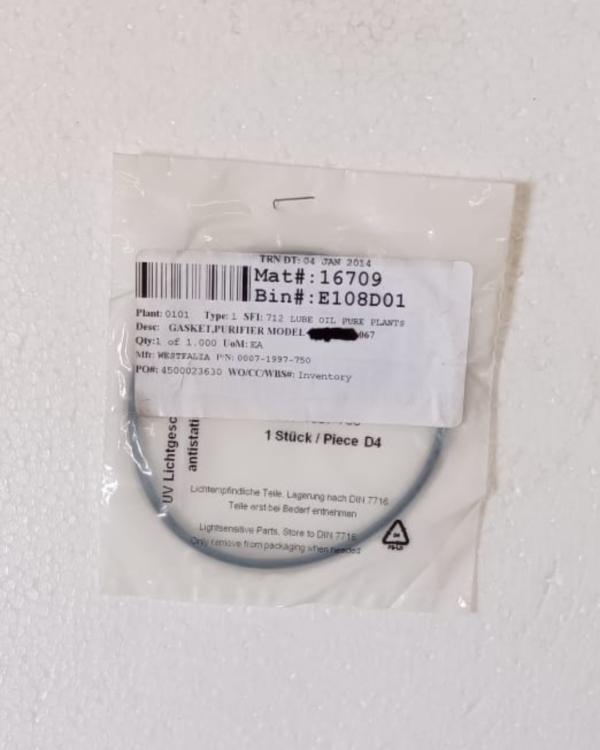 TRN DT: 04 JAN 2014
Mat#:16709
Bin#:E108D01
Plant: 0101 Type: 1 SFI: 712 LUBE OIL PURE PLANTS
Desc: GASKET,PURIFIER MODEL 067
Qty:1 of 1.000 UoM: EA
Mfr: WESTFALIA P/N: 0007-1997-750
PO#: 4500023630 WO/CC/WBS#: Inventory
1 Stück / Piece D4
UV Lichtgesc
antistati
Lichtempfindliche Teile, Lagerung nach DIN 7716
Teile erst bei Bedarf entnehmen
Lightsensitive Parts, Store to DIN 7716
Only remove from packaging when needed